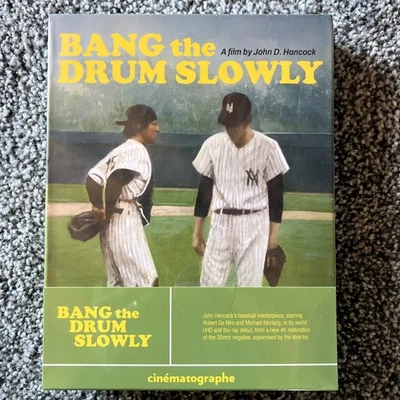 BANG the
DRUM SLOWLY
A film by John D. Hancock
NY
BANG the
DRUM
SLOWLY
John Hancock's baseball masterpiece, starring
Robert De Niro and Michael Moriarty, in its world
UHD and blu-ray debut, from a new 4K restoration
of the 35mm negative, supervised by the director.
cinématographe